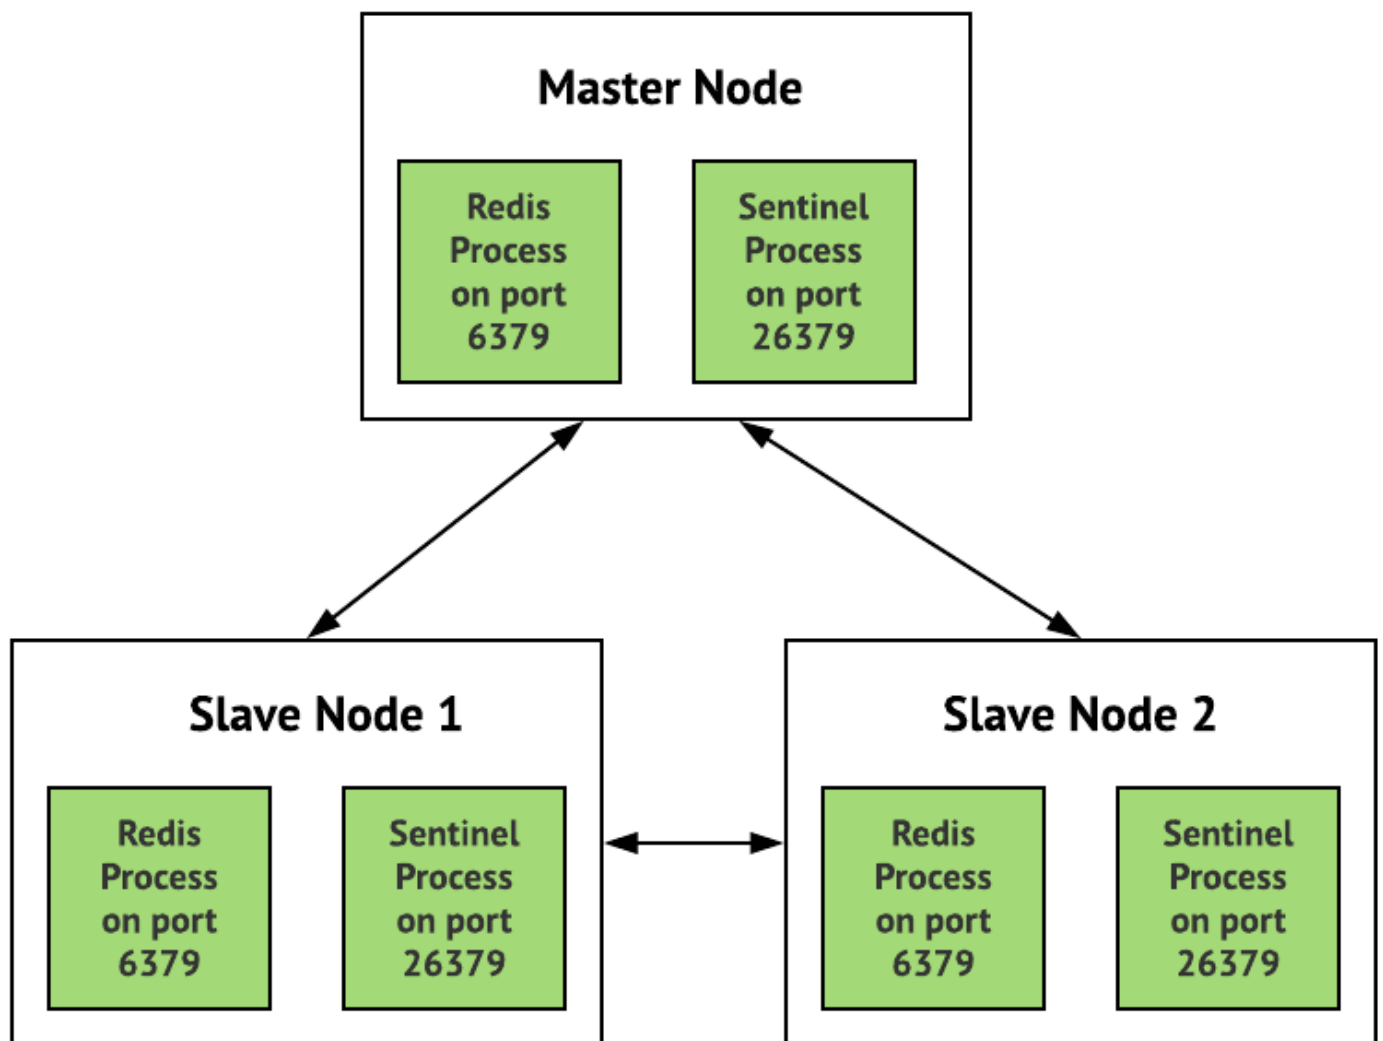 Master Node
Redis
Process
on port
6379
Sentinel
Process
on port
26379
Slave Node 1
Redis
Process
on port
6379
Sentinel
Process
on port
26379
Slave Node 2
Redis
Process
on port
6379
Sentinel
Process
on port
26379